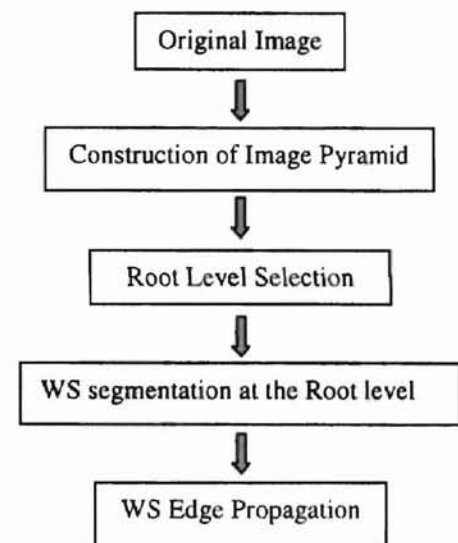 Original Image
Construction of Image Pyramid
Root Level Selection
WS segmentation at the Root level
WS Edge Propagation